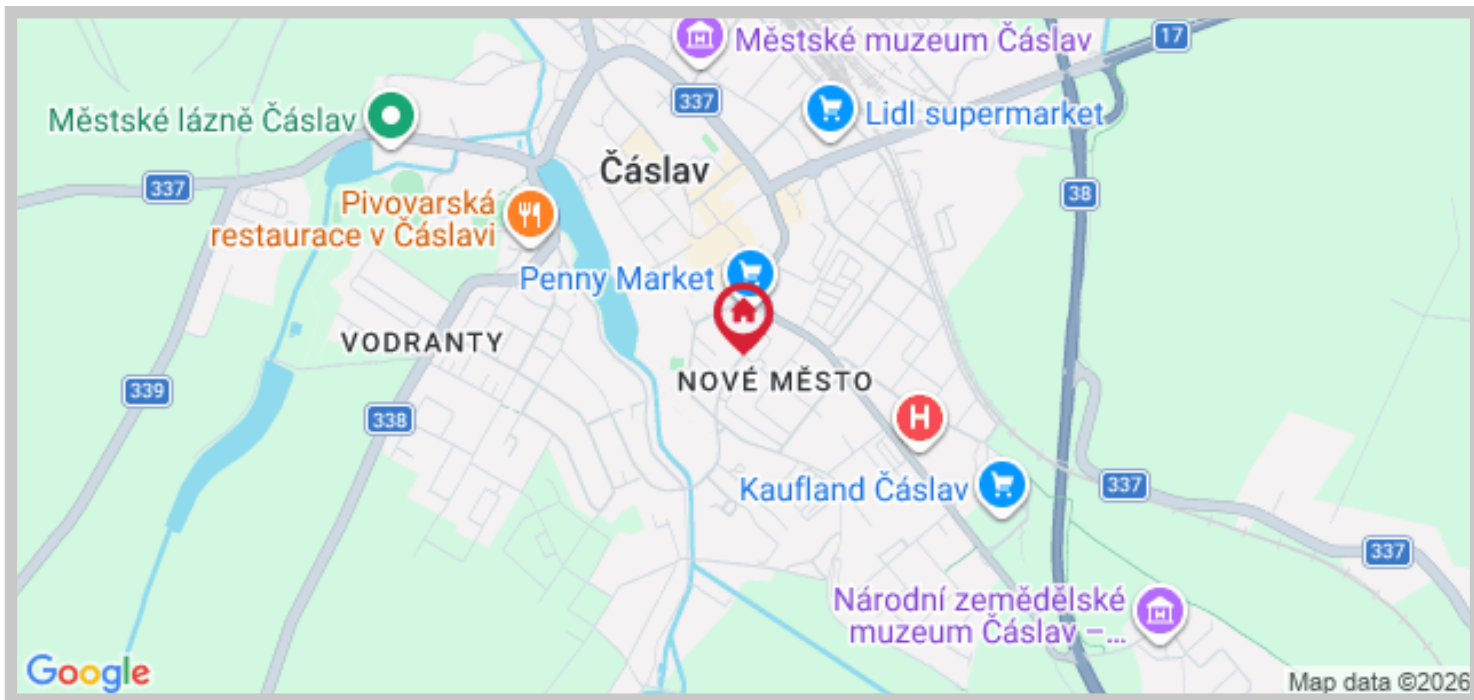 Městské muzeum Čáslav
17
337
Lidl supermarket
Městské lázně Čáslav
Čáslav
337
38
Pivovarská
restaurace v Čáslavi
Penny Market
VODRANTY
NOVÉ MĚSTO
339
338
H
Kaufland Čáslav
337
337
Národní zemědělské
muzeum Čáslav –...
Google
Map data ©2026